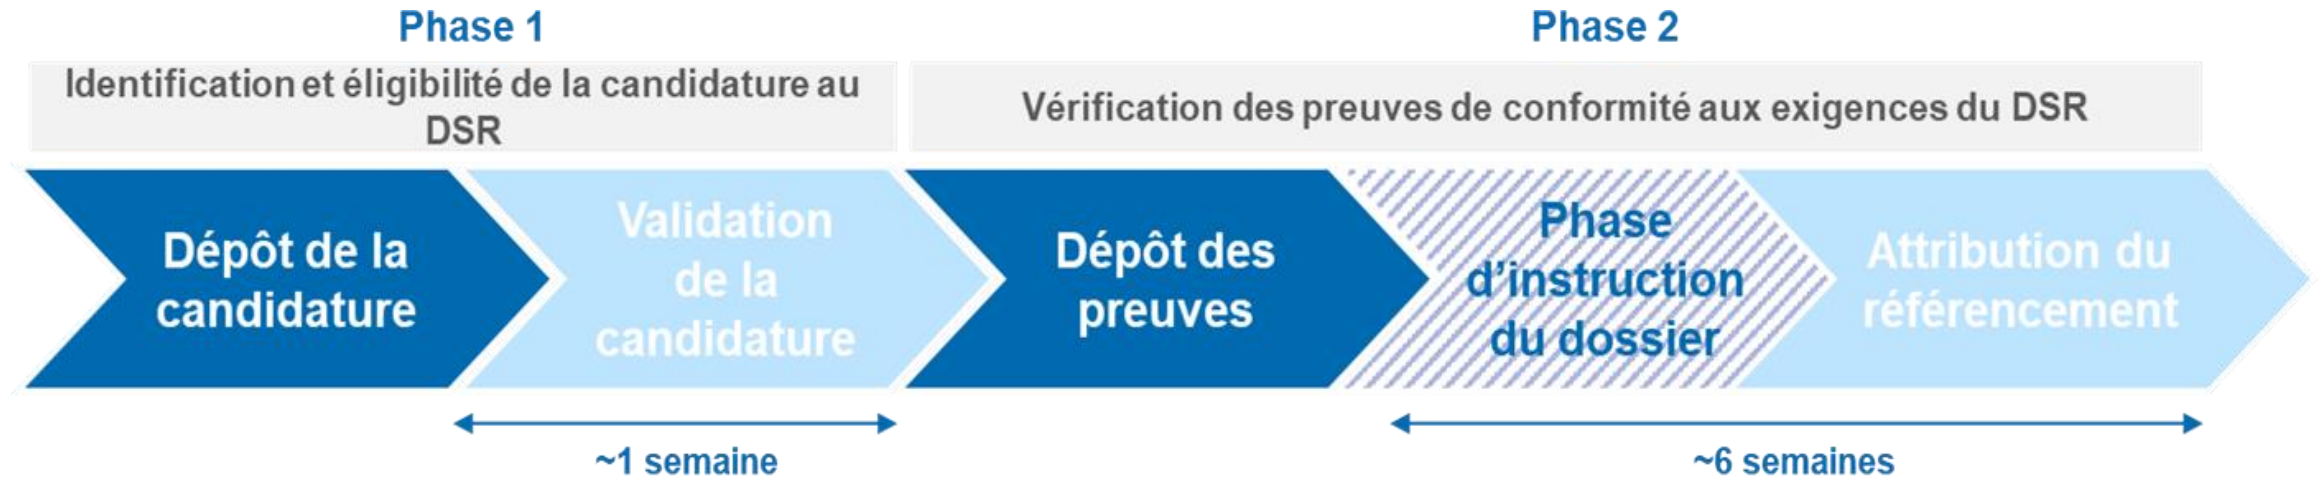 Phase 1
Phase 2
Identification et éligibilité de la candidature au
DSR
Vérification des preuves de conformité aux exigences du DSR
Dépôt de la
candidature
Validation
de la
candidature
Dépôt des
preuves
Phase
d’instruction
du dossier
Attribution du
référencement
~1 semaine
~6 semaines